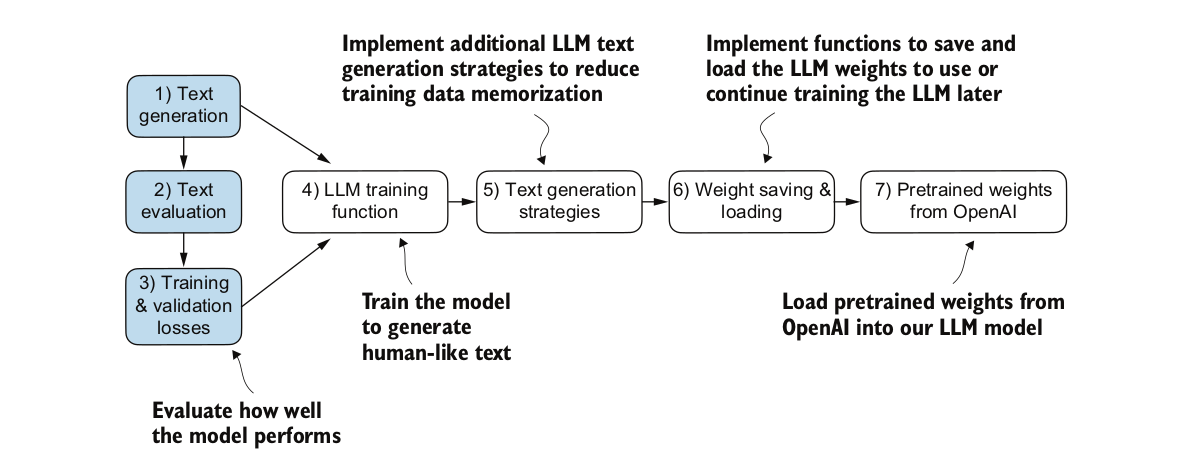 Implement additional LLM text
generation strategies to reduce
training data memorization
Implement functions to save and
load the LLM weights to use or
continue training the LLM later
1) Text
generation
2) Text
evaluation
3) Training
& validation
losses
4) LLM training
function
5) Text generation
strategies
6) Weight saving &
loading
7) Pretrained weights
from OpenAI
Train the model
to generate
human-like text
Load pretrained weights from
OpenAI into our LLM model
Evaluate how well
the model performs